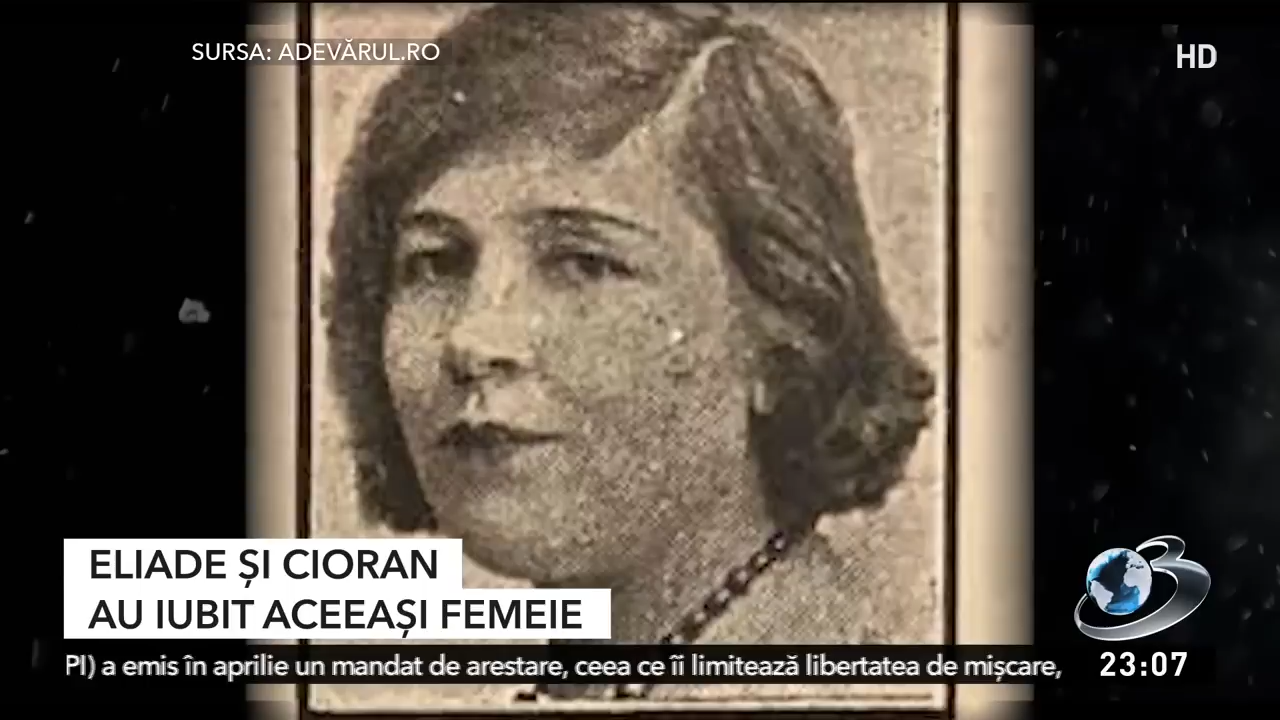 SURSA: ADEVĂRUL.RO
HD
ELIADE ȘI CIORAN
AU IUBIT ACEEAȘI FEMEIE
PI) a emis în aprilie un mandat de arestare, ceea ce îi limitează libertatea de mișcare,
23:07
3